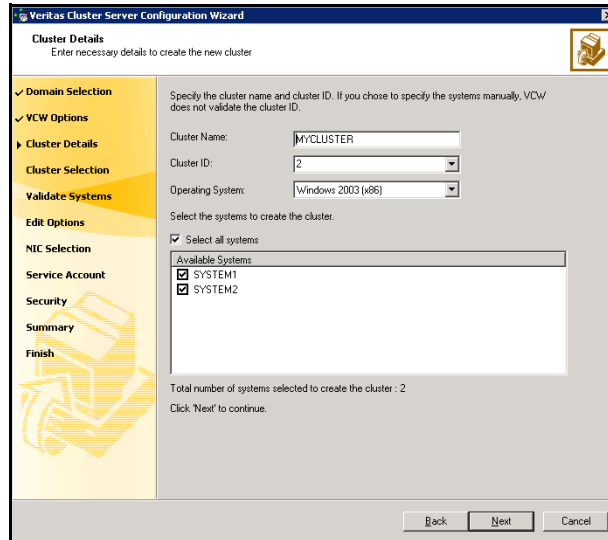 Veritas Cluster Server Configuration Wizard
Cluster Details
Enter necessary details to create the new cluster
Domain Selection
VCW Options
Cluster Details
Cluster Selection
Validate Systems
Edit Options
NIC Selection
Service Account
Security
Summary
Finish
Specify the cluster name and cluster ID. If you chose to specify the systems manually, VCW
does not validate the cluster ID.
Cluster Name: MYCLUSTER
Cluster ID: 2
Operating System: Windows 2003 (x86)
Select the systems to create the cluster.
Select all systems
Available Systems
SYSTEM1
SYSTEM2
Total number of systems selected to create the cluster : 2
Click 'Next' to continue.
Back Next Cancel